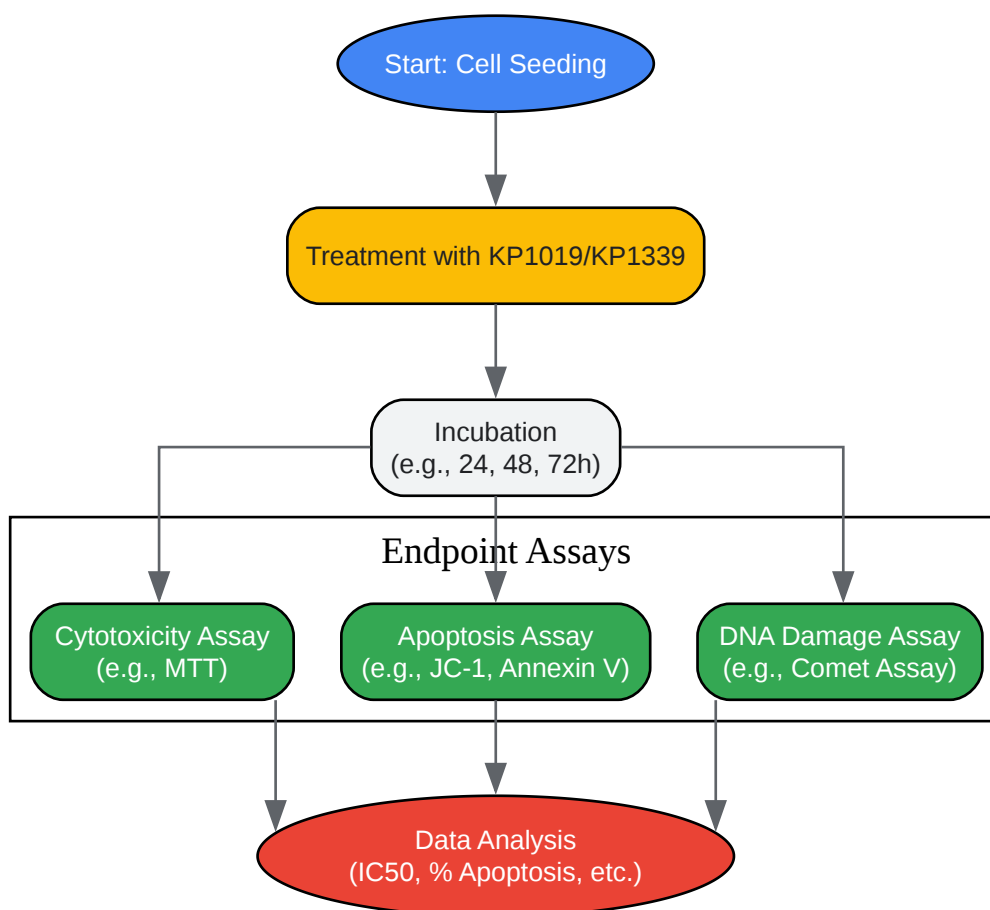 Start: Cell Seeding
Treatment with KP1019/KP1339
Incubation
(e.g., 24, 48, 72h)
Endpoint Assays
Cytotoxicity Assay
(e.g., MTT)
Apoptosis Assay
(e.g., JC-1, Annexin V)
DNA Damage Assay
(e.g., Comet Assay)
Data Analysis
(IC50, % Apoptosis, etc.)